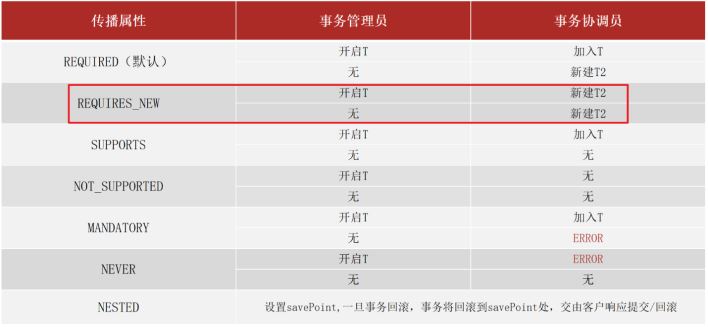 传播属性 事务管理员 事务协调员
REQUIRED（默认） 开启T 加入T
无 新建T2
REQUIRES_NEW 开启T 新建T2
无 新建T2
SUPPORTS 开启T 加入T
无 无
NOT_SUPPORTED 开启T 无
无 无
MANDATORY 开启T 加入T
无 ERROR
NEVER 开启T ERROR
无 无
NESTED 设置savePoint,一旦事务回滚，事务将回滚到savePoint处，交由客户响应提交/回滚